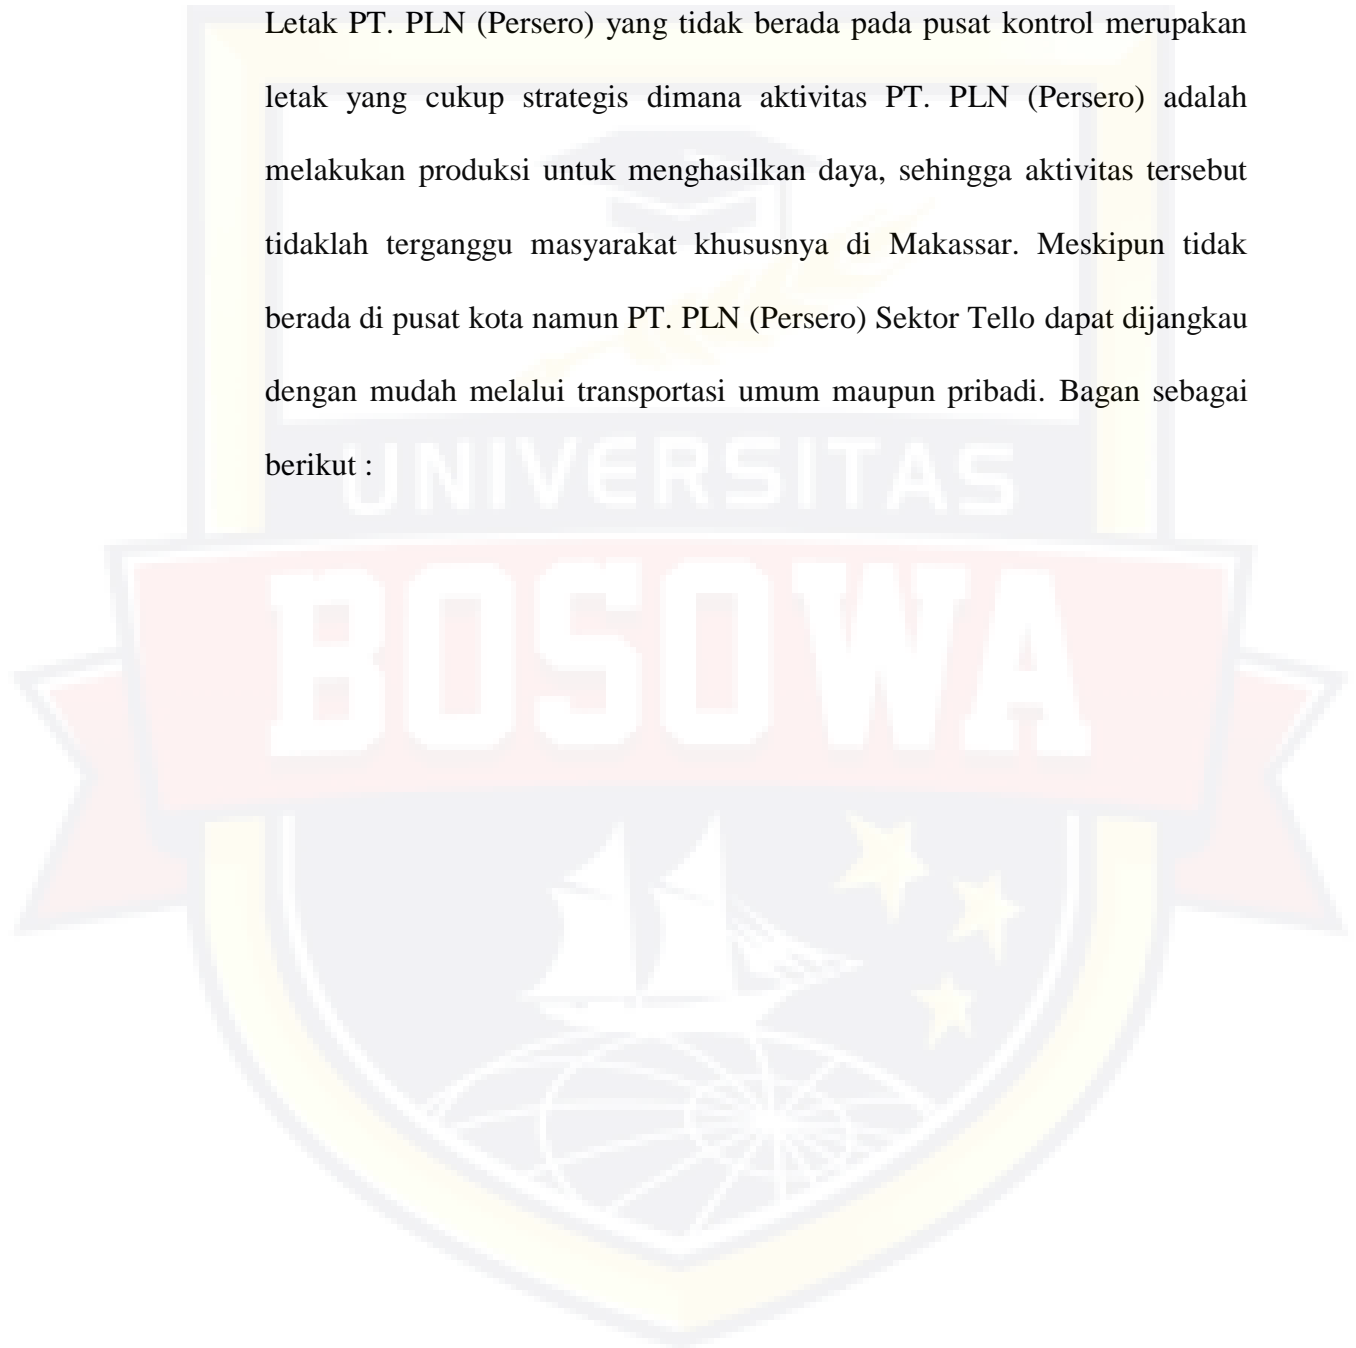 Letak PT. PLN (Persero) yang tidak berada pada pusat kontrol merupakan
letak yang cukup strategis dimana aktivitas PT. PLN (Persero) adalah
melakukan produksi untuk menghasilkan daya, sehingga aktivitas tersebut
tidaklah terganggu masyarakat khususnya di Makassar. Meskipun tidak
berada di pusat kota namun PT. PLN (Persero) Sektor Tello dapat dijangkau
dengan mudah melalui transportasi umum maupun pribadi. Bagan sebagai
berikut :
UNIVERSITAS
BOSOWA